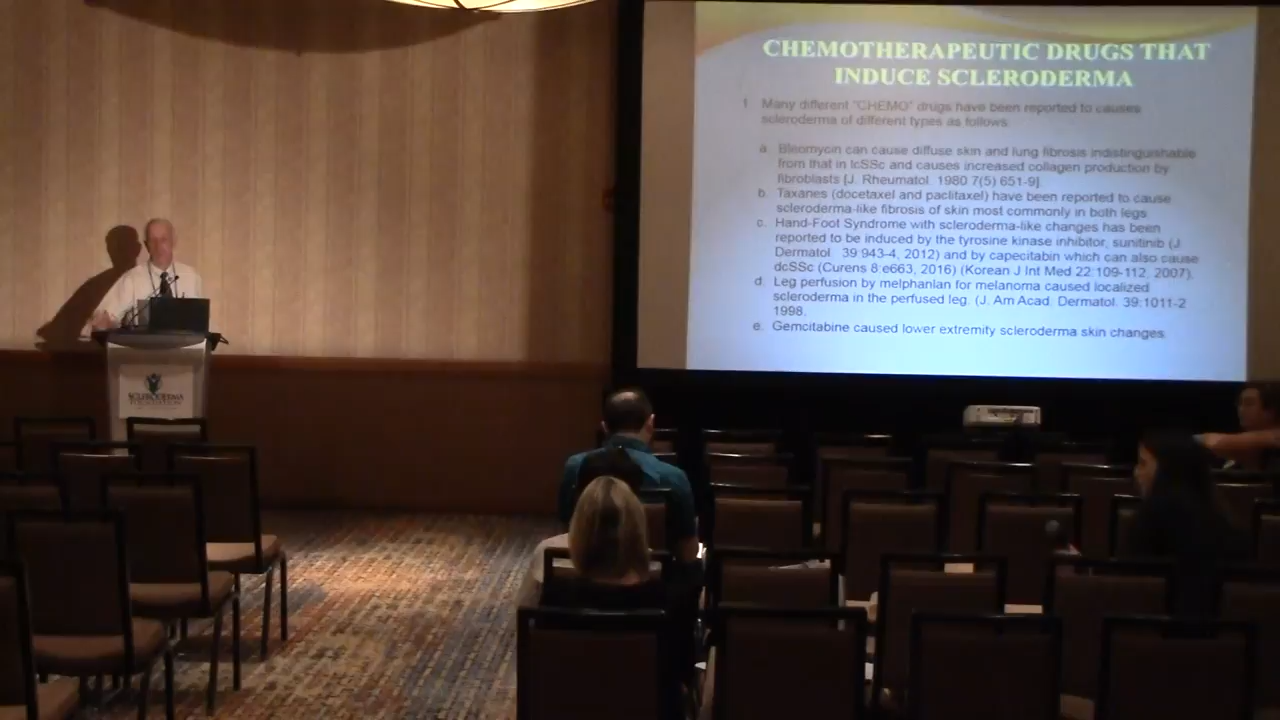 CHEMOTHERAPEUTIC DRUGS THAT
INDUCE SCLERODERMA
1. Many different "CHEMO" drugs have been reported to causes
scleroderma of different types as follows:
a. Bleomycin can cause diffuse skin and lung fibrosis indistinguishable
from that in lcSSc and causes increased collagen production by
fibroblasts [J. Rheumatol. 1980 7(5) 651-9].
b. Taxanes (docetaxel and paclitaxel) have been reported to cause
scleroderma-like fibrosis of skin most commonly in both legs
c. Hand-Foot Syndrome with scleroderma-like changes has been
reported to be induced by the tyrosine kinase inhibitor, sunitinib (J
Dermatol. 39:943-4, 2012) and by capecitabin which can also cause
dcSSc (Curens 8:e663, 2016) (Korean J Int Med 22:109-112, 2007).
d. Leg perfusion by melphanlan for melanoma caused localized
scleroderma in the perfused leg. (J. Am Acad. Dermatol. 39:1011-2
1998.
e. Gemcitabine caused lower extremity scleroderma skin changes.
SCLERODERMA
FOUNDATION